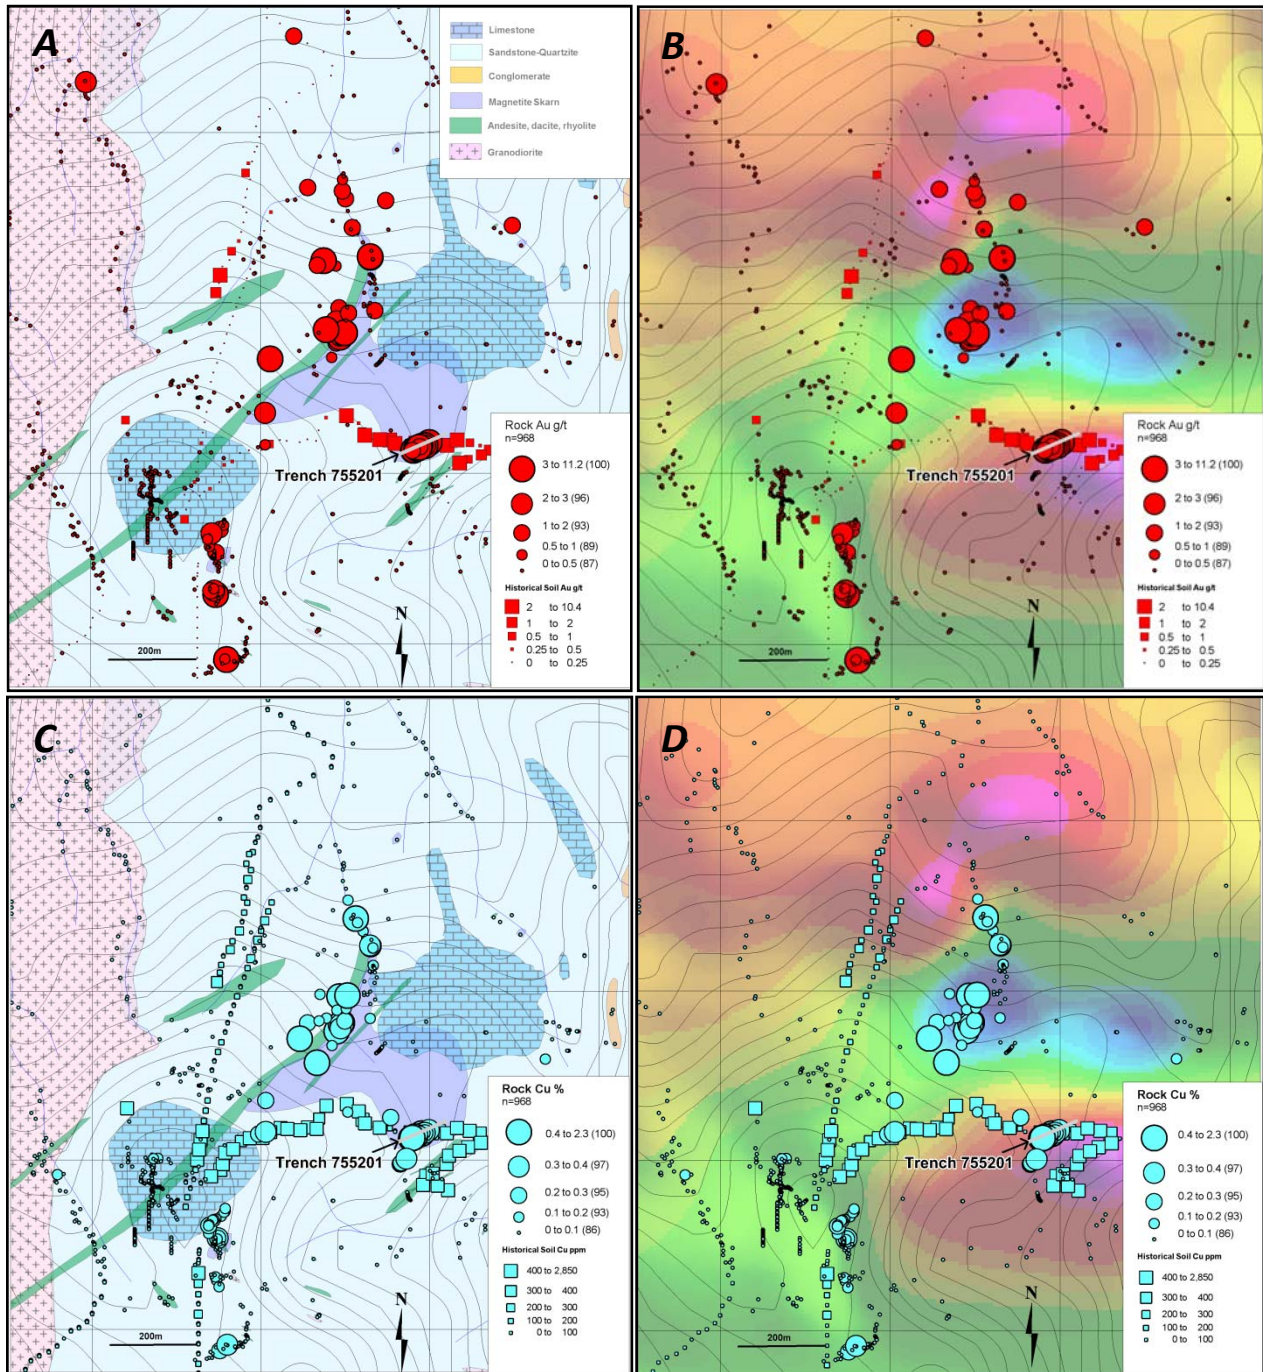 A
Limestone
Sandstone-Quartzite
Conglomerate
Magnetite Skarn
Andesite, dacite, rhyolite
Granodiorite
Trench 755201
200m
N
Rock Au g/t
n=968
3 to 11.2 (100)
2 to 3 (96)
1 to 2 (93)
0.5 to 1 (89)
0 to 0.5 (87)
Historical Soil Au g/t
2 to 10.4
1 to 2
0.5 to 1
0.25 to 0.5
0 to 0.25
B
Trench 755201
200m
N
Rock Au g/t
n=968
3 to 11.2 (100)
2 to 3 (96)
1 to 2 (93)
0.5 to 1 (89)
0 to 0.5 (87)
Historical Soil Au g/t
2 to 10.4
1 to 2
0.5 to 1
0.25 to 0.5
0 to 0.25
C
Trench 755201
200m
N
Rock Cu %
n=968
0.4 to 2.3 (100)
0.3 to 0.4 (97)
0.2 to 0.3 (95)
0.1 to 0.2 (93)
0 to 0.1 (86)
Historical Soil Cu ppm
400 to 2,850
300 to 400
200 to 300
100 to 200
0 to 100
D
Trench 755201
200m
N
Rock Cu %
n=968
0.4 to 2.3 (100)
0.3 to 0.4 (97)
0.2 to 0.3 (95)
0.1 to 0.2 (93)
0 to 0.1 (86)
Historical Soil Cu ppm
400 to 2,850
300 to 400
200 to 300
100 to 200
0 to 100